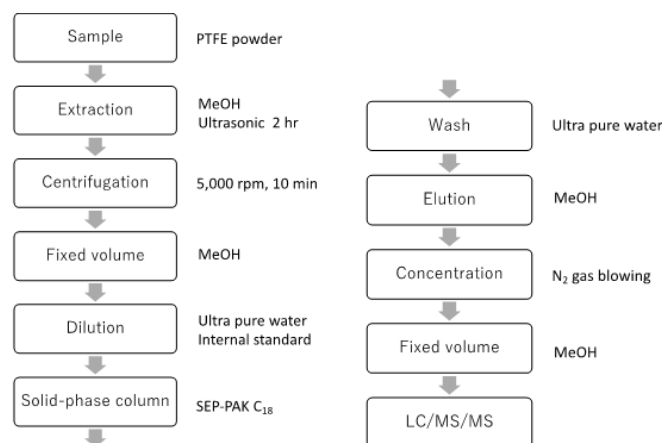 Sample
PTFE powder
Extraction
MeOH
Ultrasonic 2 hr
Centrifugation
5,000 rpm, 10 min
Fixed volume
MeOH
Dilution
Ultra pure water
Internal standard
Solid-phase column
SEP-PAK C₁₈
Wash
Ultra pure water
Elution
MeOH
Concentration
N₂ gas blowing
Fixed volume
MeOH
LC/MS/MS